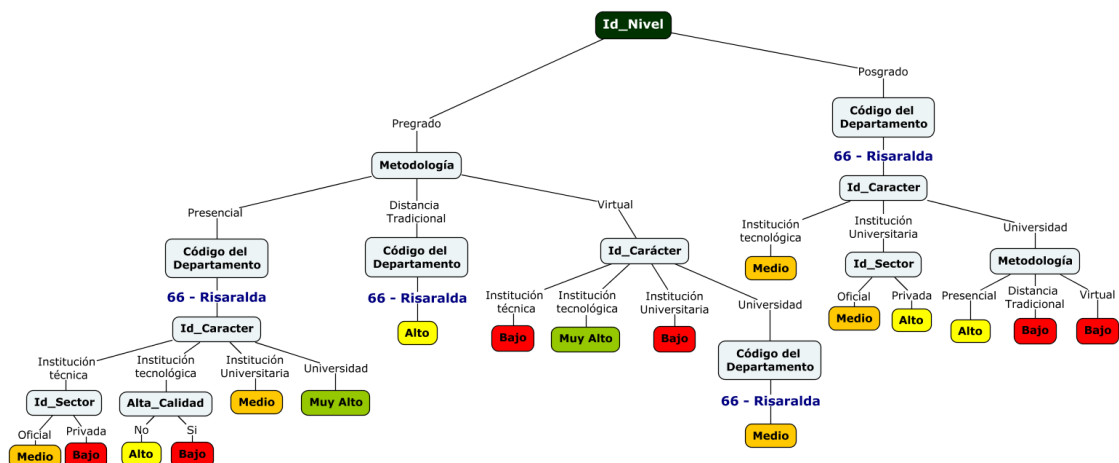 Id_Nivel
Posgrado
Código del
Departamento
Pregrado
66 - Risaralda
Metodología
Id_Caracter
Presencial
Distancia
Tradicional
Virtual
Institución
tecnológica
Institución
Universitaria
Universidad
Código del
Departamento
Código del
Departamento
Id_Carácter
Medio
Id_Sector
Metodología
66 - Risaralda
66 - Risaralda
Oficial
Privada
Presencial
Distancia
Tradicional
Virtual
Institución
técnica
Institución
tecnológica
Institución
Universitaria
Universidad
Medio
Alto
Alto
Bajo
Bajo
Id_Caracter
Alto
Bajo
Muy Alto
Bajo
Código del
Departamento
Institución
técnica
Institución
tecnológica
Institución
Universitaria
Universidad
66 - Risaralda
Id_Sector
Alta_Calidad
Medio
Muy Alto
Medio
Oficial
Privada
No
Si
Medio
Bajo
Alto
Bajo